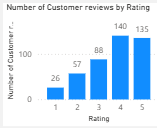 Number of Customer reviews by Rating
Number of Customer r...
100
0
26
57
88
140
135
1 2 3 4 5
Rating